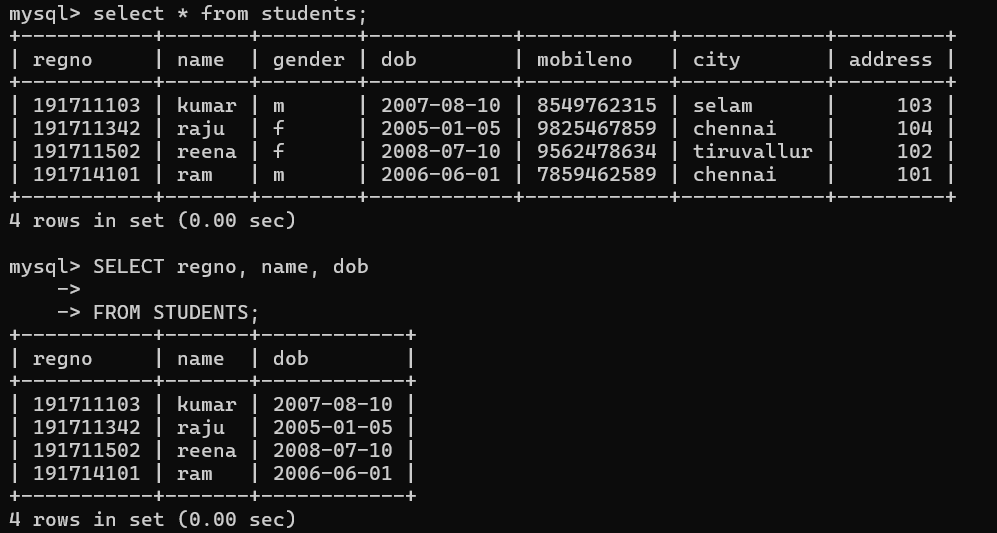 mysql> select * from students;
+-----------+-------+--------+------------+------------+------------+---------+
| regno     | name  | gender | dob        | mobileno   | city       | address |
+-----------+-------+--------+------------+------------+------------+---------+
| 191711103 | kumar | m      | 2007-08-10 | 8549762315 | selam      |     103 |
| 191711342 | raju  | f      | 2005-01-05 | 9825467859 | chennai    |     104 |
| 191711502 | reena | f      | 2008-07-10 | 9562478634 | tiruvallur |     102 |
| 191714101 | ram   | m      | 2006-06-01 | 7859462589 | chennai    |     101 |
+-----------+-------+--------+------------+------------+------------+---------+
4 rows in set (0.00 sec)

mysql> SELECT regno, name, dob
    ->
    -> FROM STUDENTS;
+-----------+-------+------------+
| regno     | name  | dob        |
+-----------+-------+------------+
| 191711103 | kumar | 2007-08-10 |
| 191711342 | raju  | 2005-01-05 |
| 191711502 | reena | 2008-07-10 |
| 191714101 | ram   | 2006-06-01 |
+-----------+-------+------------+
4 rows in set (0.00 sec)